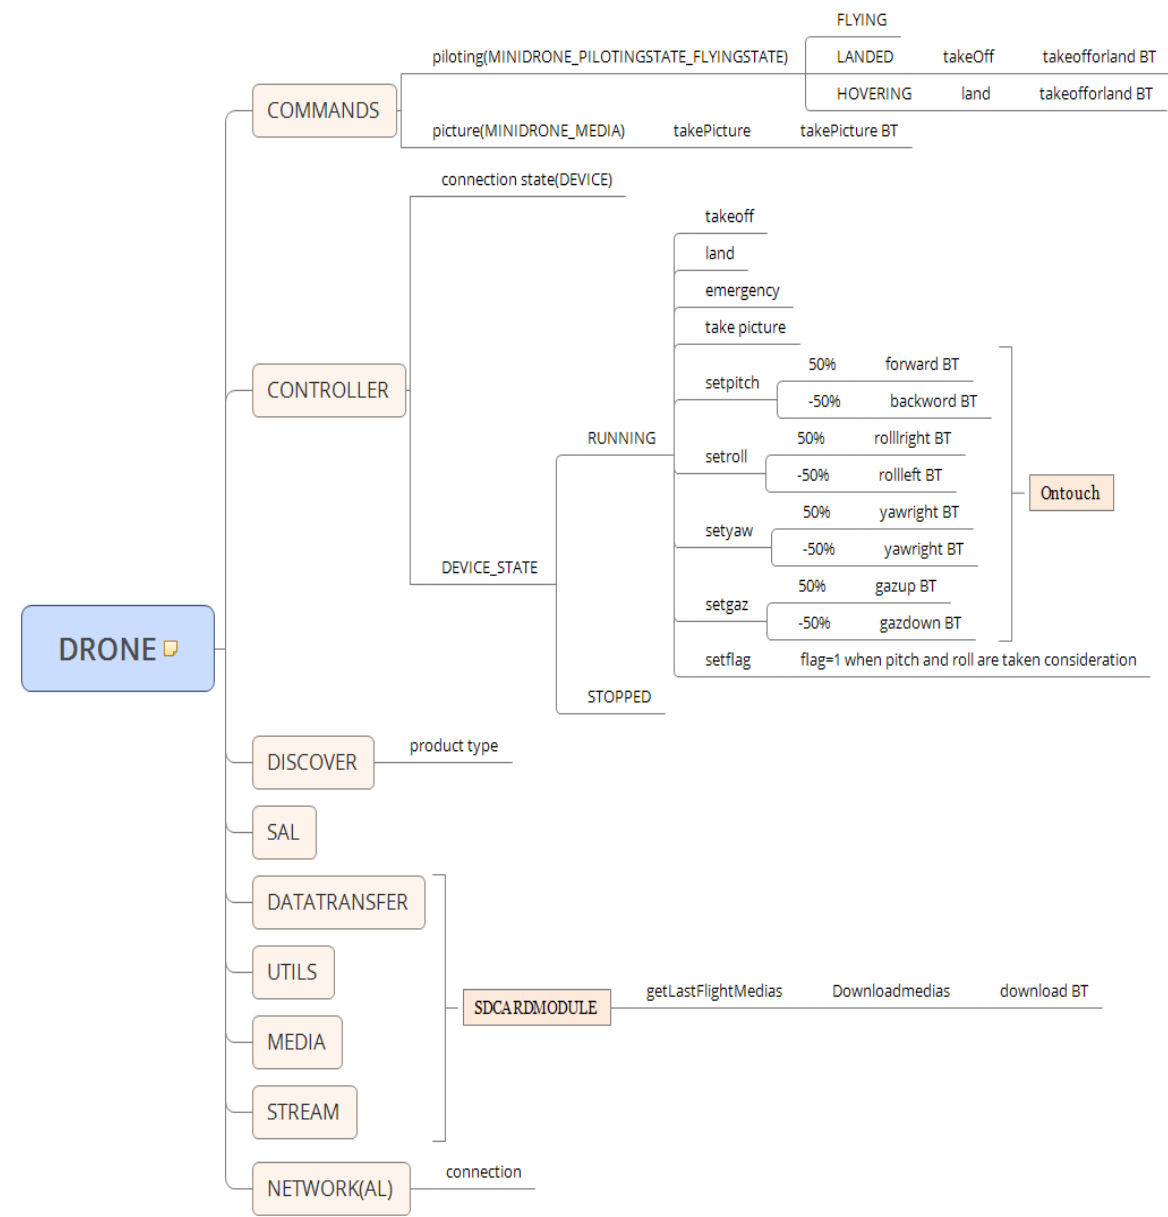 FLYING
piloting(MINIDRONE_PILOTINGSTATE_FLYINGSTATE) LANDED takeOff takeofforland BT
HOVERING land takeofforland BT
COMMANDS
picture(MINIDRONE_MEDIA) takePicture takePicture BT
connection state(DEVICE)
takeoff
land
emergency
take picture
50% forward BT
setpitch
-50% backword BT
CONTROLLER
RUNNING
50% rolllright BT
setroll
-50% rollleft BT
Ontouch
50% yawright BT
setyaw
-50% yawright BT
DEVICE_STATE
50% gazup BT
setgaz
-50% gazdown BT
setflag flag=1 when pitch and roll are taken consideration
DRONE
STOPPED
product type
DISCOVER
SAL
DATATRANSFER
UTILS
getLastFlightMedias Downloadmedias download BT
SDCARDMODULE
MEDIA
STREAM
connection
NETWORK(AL)